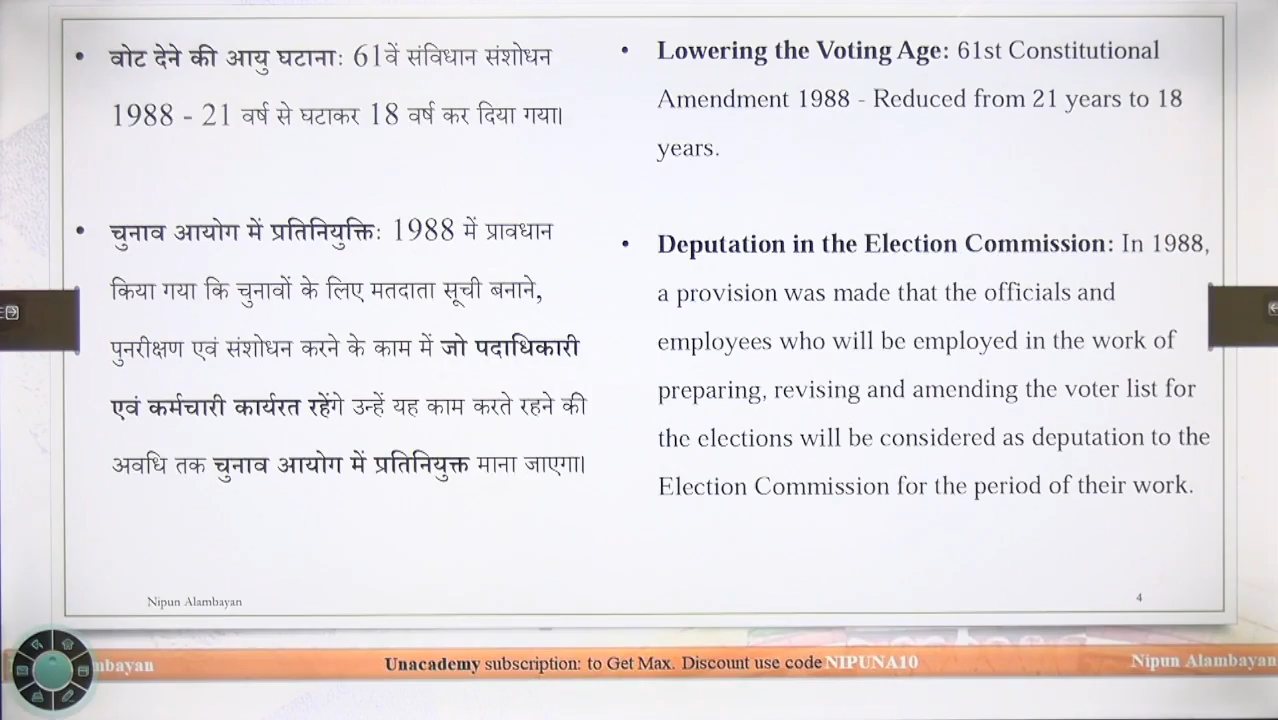 • वोट देने की आयु घटाना: 61वें संविधान संशोधन
1988 - 21 वर्ष से घटाकर 18 वर्ष कर दिया गया।
• चुनाव आयोग में प्रतिनियुक्ति: 1988 में प्रावधान
किया गया कि चुनावों के लिए मतदाता सूची बनाने,
पुनरीक्षण एवं संशोधन करने के काम में जो पदाधिकारी
एवं कर्मचारी कार्यरत रहेंगे उन्हें यह काम करते रहने की
अवधि तक चुनाव आयोग में प्रतिनियुक्त माना जाएगा।
• Lowering the Voting Age: 61st Constitutional
Amendment 1988 - Reduced from 21 years to 18
years.
• Deputation in the Election Commission: In 1988,
a provision was made that the officials and
employees who will be employed in the work of
preparing, revising and amending the voter list for
the elections will be considered as deputation to the
Election Commission for the period of their work.
Nipun Alambayan
4
mbayan
Unacademy subscription: to Get Max. Discount use code NIPUNA10
Nipun Alambayan